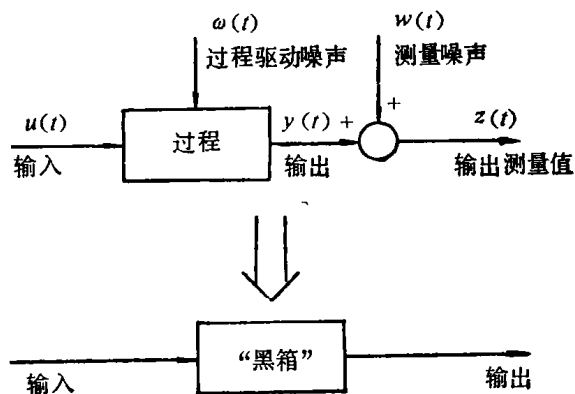 ω(t)
过程驱动噪声
w(t)
测量噪声
u(t)
输入
过程
y(t)
+
输出
+
z(t)
输出测量值
“黑箱”
输入
输出